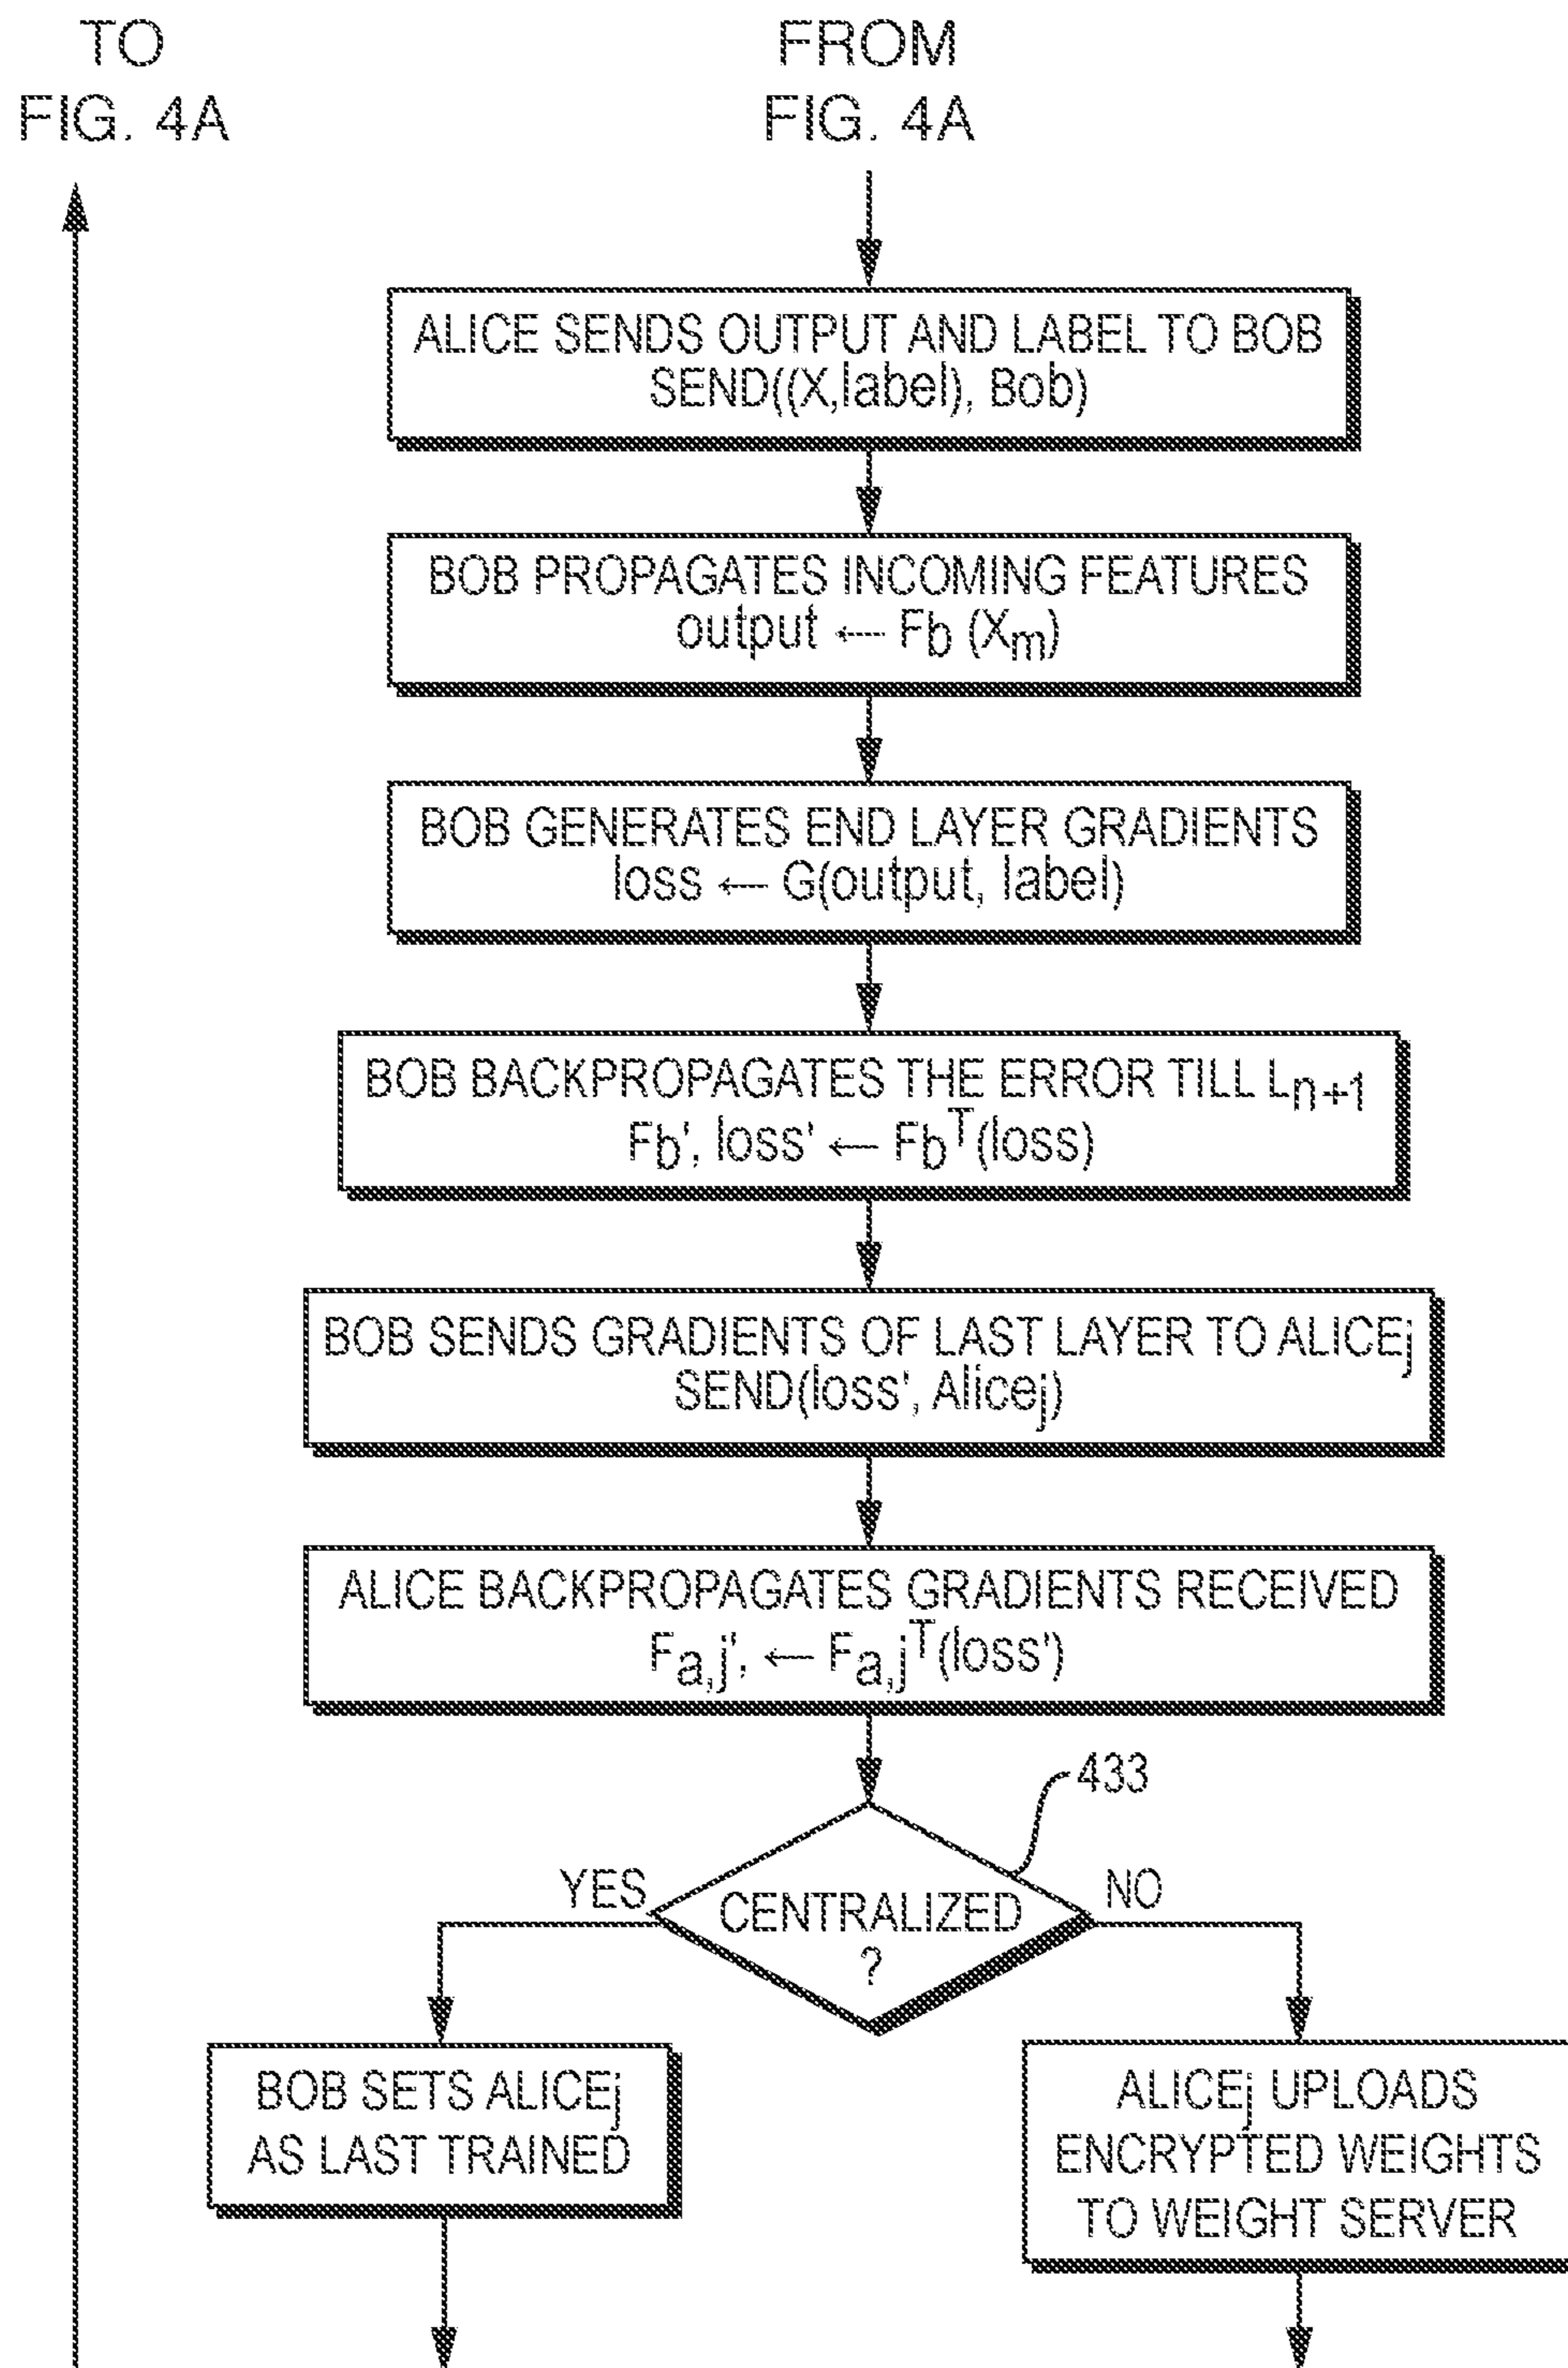 TO
FIG. 4A
FROM
FIG. 4A
ALICE SENDS OUTPUT AND LABEL TO BOB
SEND((X,label), Bob)
BOB PROPAGATES INCOMING FEATURES
output ← Fb (Xm)
BOB GENERATES END LAYER GRADIENTS
loss ← G(output, label)
BOB BACKPROPAGATES THE ERROR TILL Ln+1
Fb', loss' ← Fb^T(loss)
BOB SENDS GRADIENTS OF LAST LAYER TO ALICEj
SEND(loss', Alicej)
ALICE BACKPROPAGATES GRADIENTS RECEIVED
Fa,j', ← Fa,j^T(loss')
433
YES
CENTRALIZED
?
NO
BOB SETS ALICEj
AS LAST TRAINED
ALICEj UPLOADS
ENCRYPTED WEIGHTS
TO WEIGHT SERVER